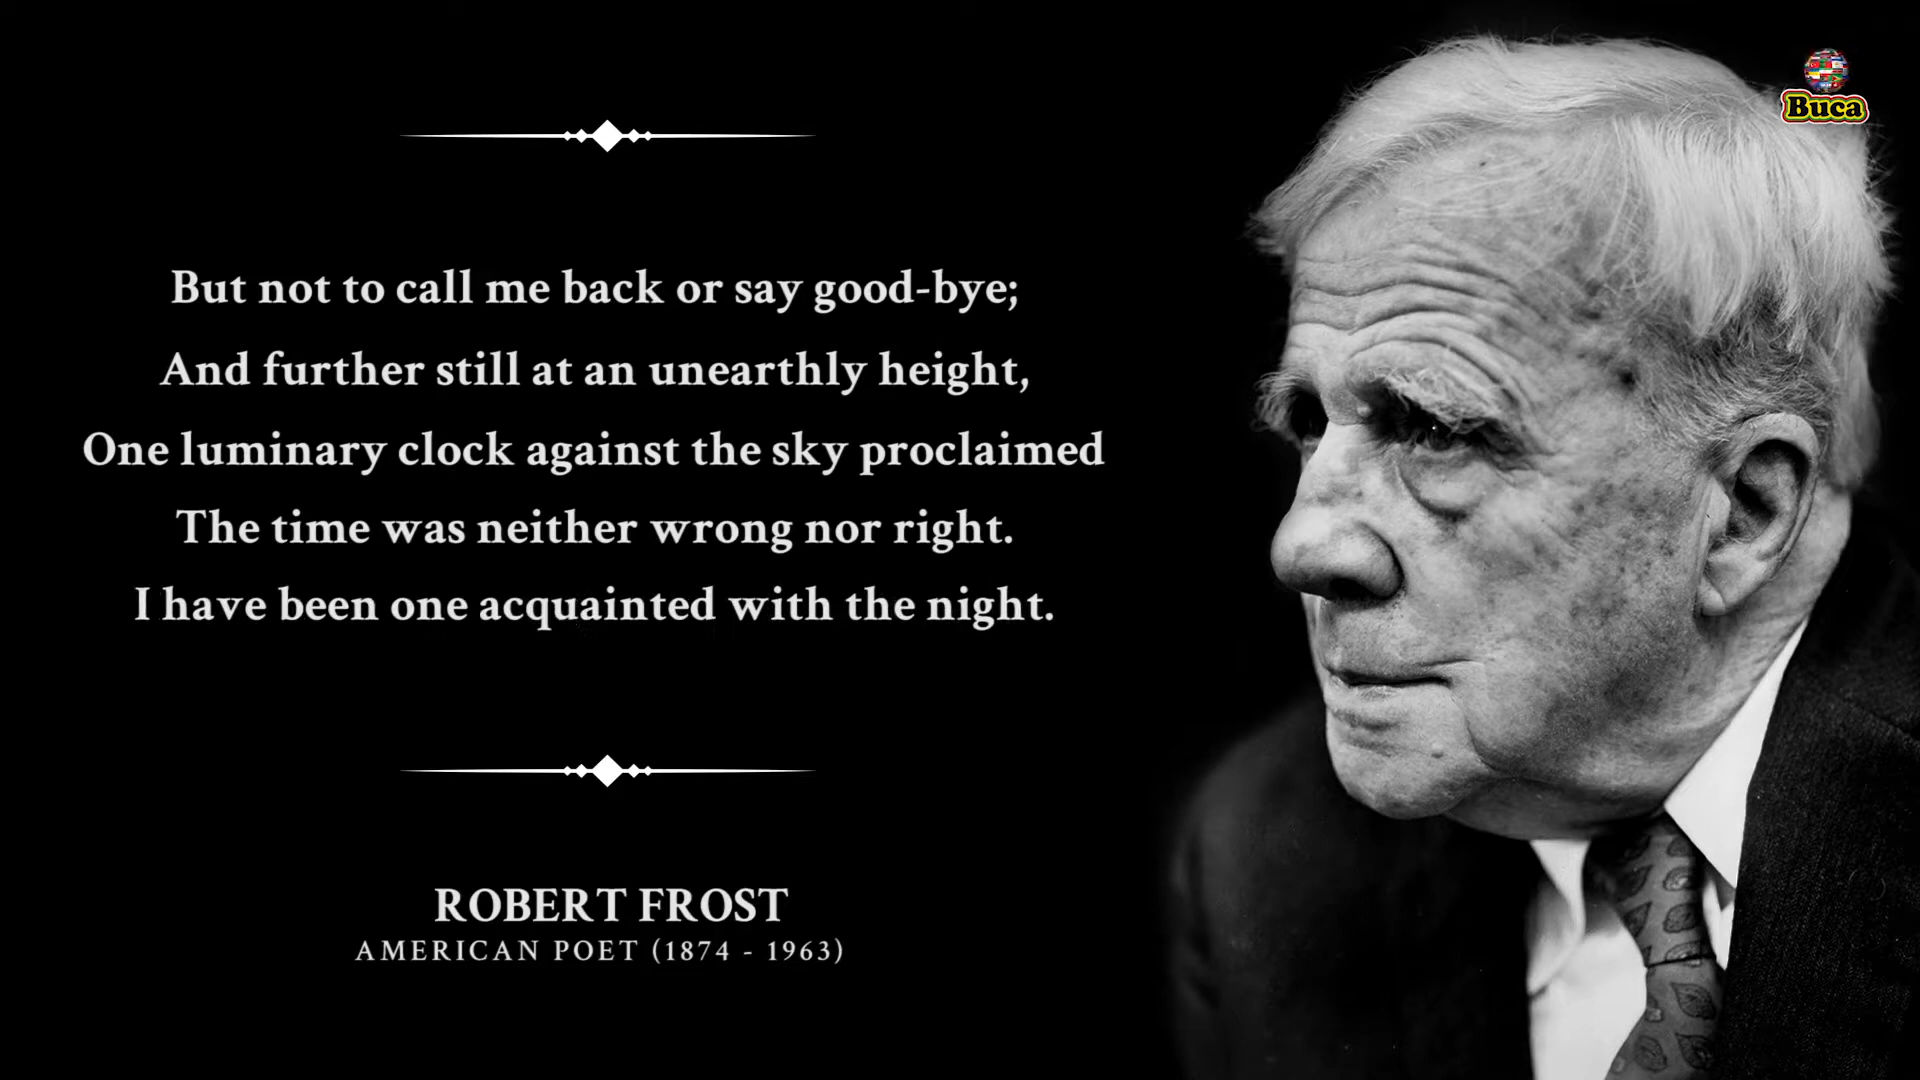 Buca
But not to call me back or say good-bye;
And further still at an unearthly height,
One luminary clock against the sky proclaimed
The time was neither wrong nor right.
I have been one acquainted with the night.
ROBERT FROST
AMERICAN POET (1874 - 1963)